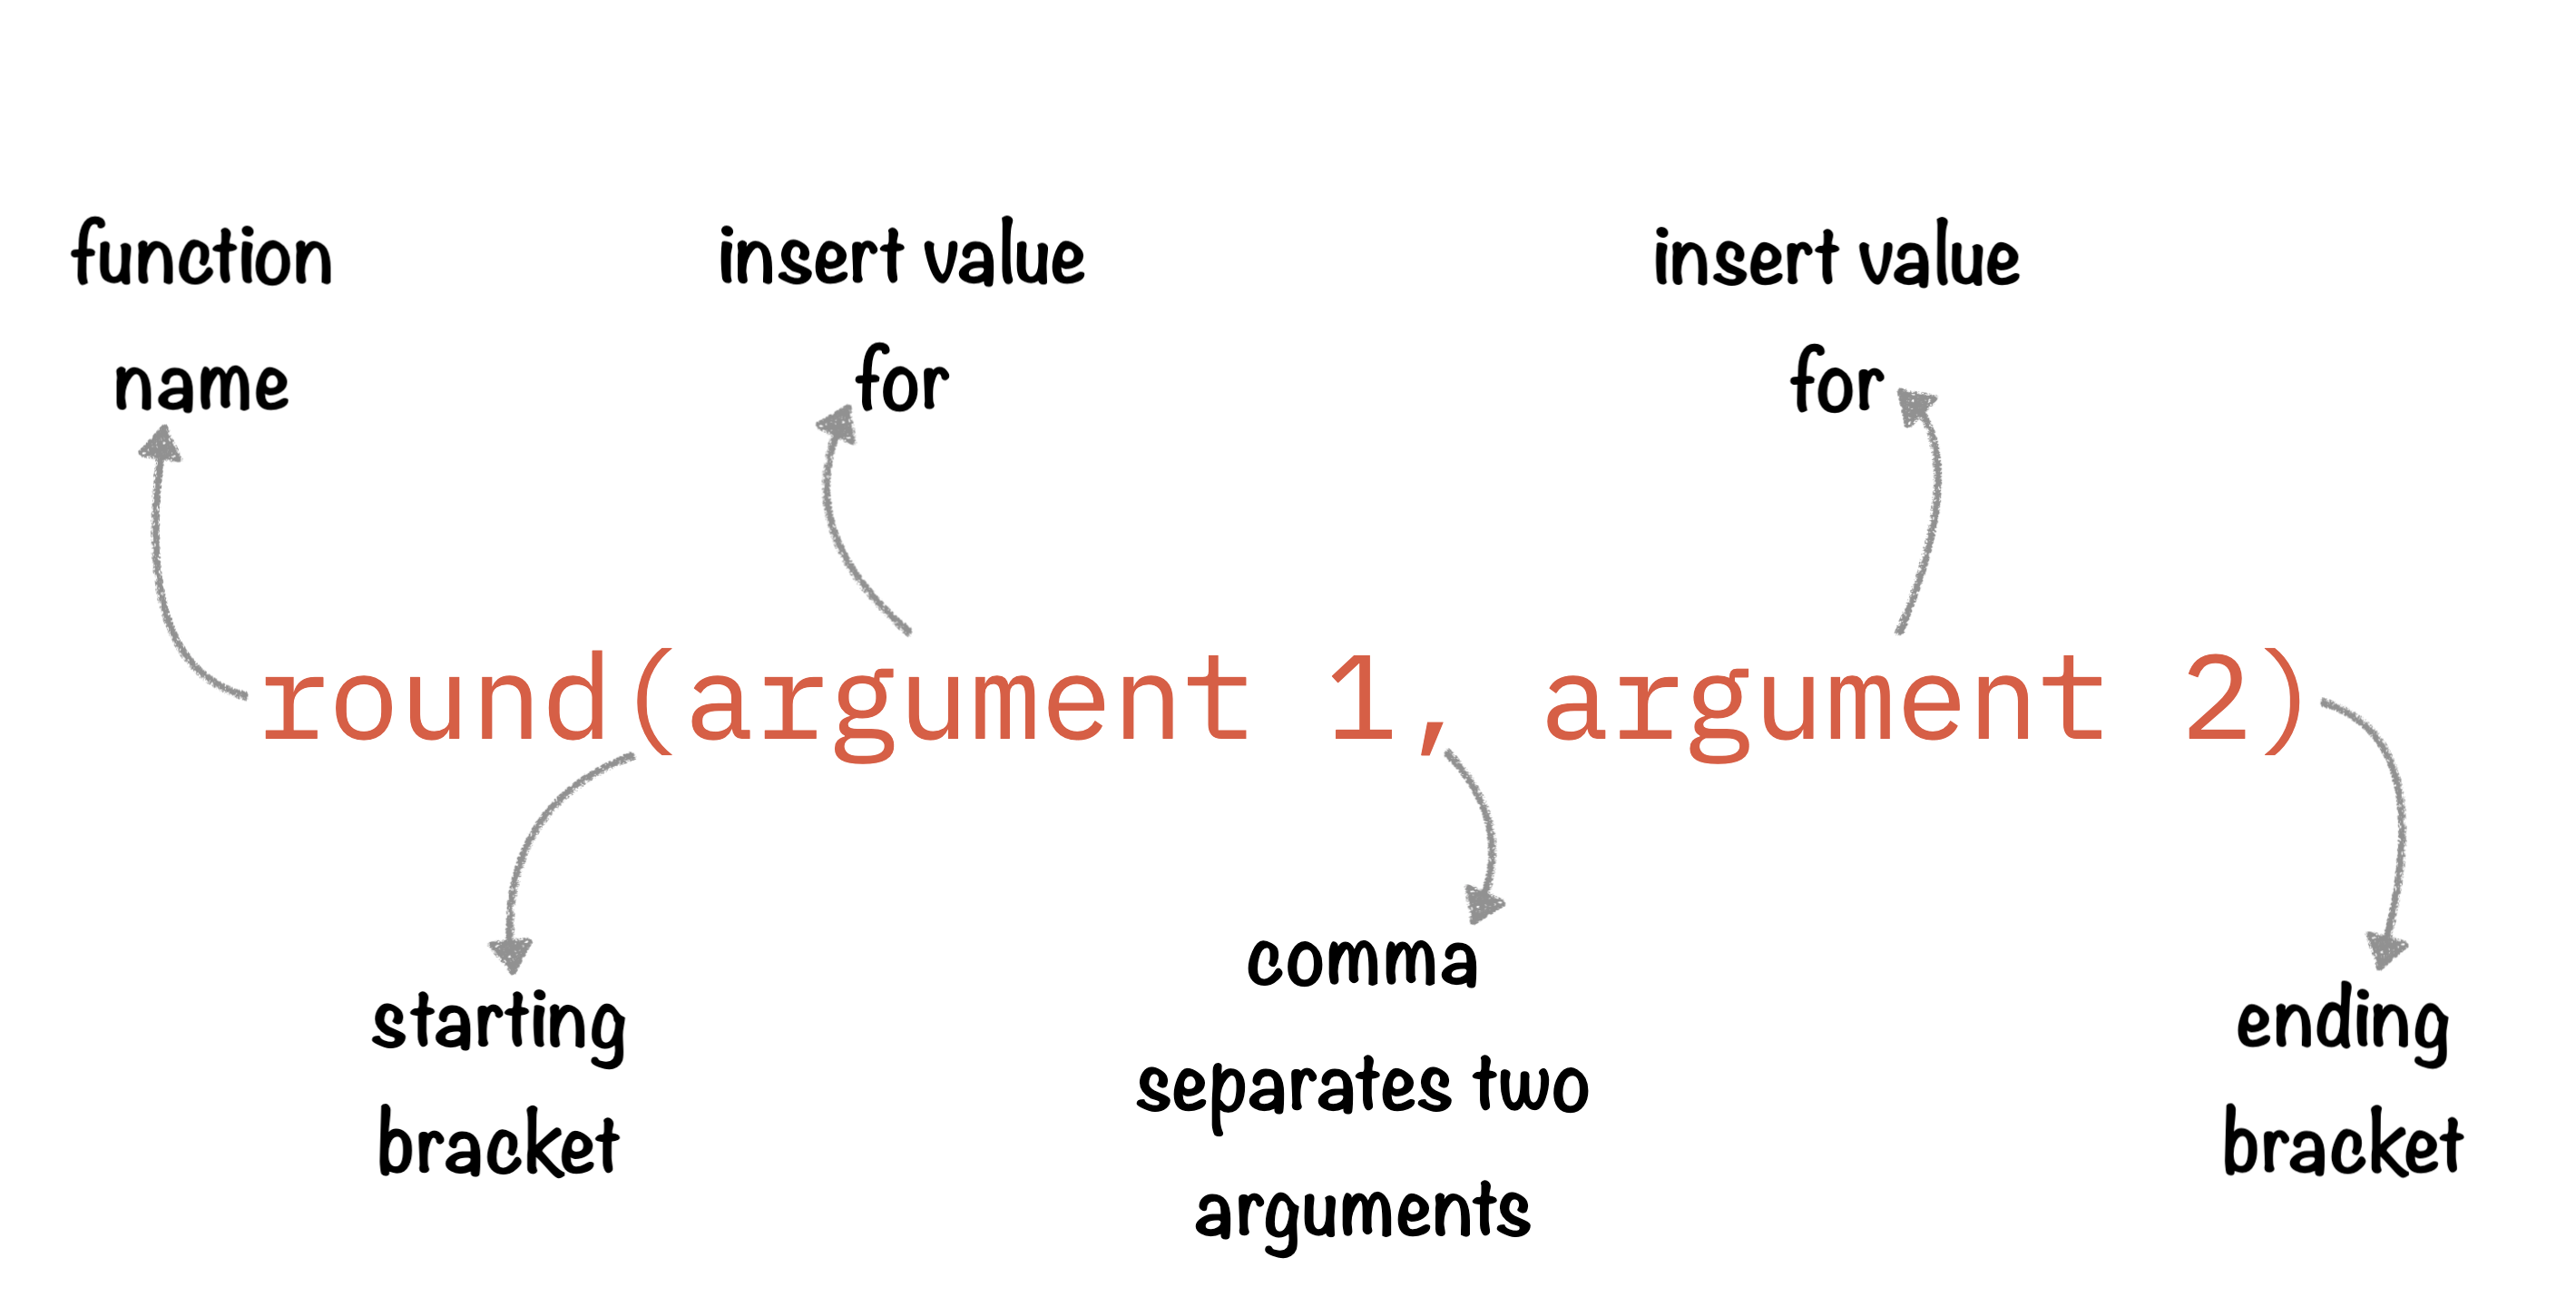 function
name
insert value
for
insert value
for
round(argument 1, argument 2)
starting
bracket
comma
separates two
arguments
ending
bracket